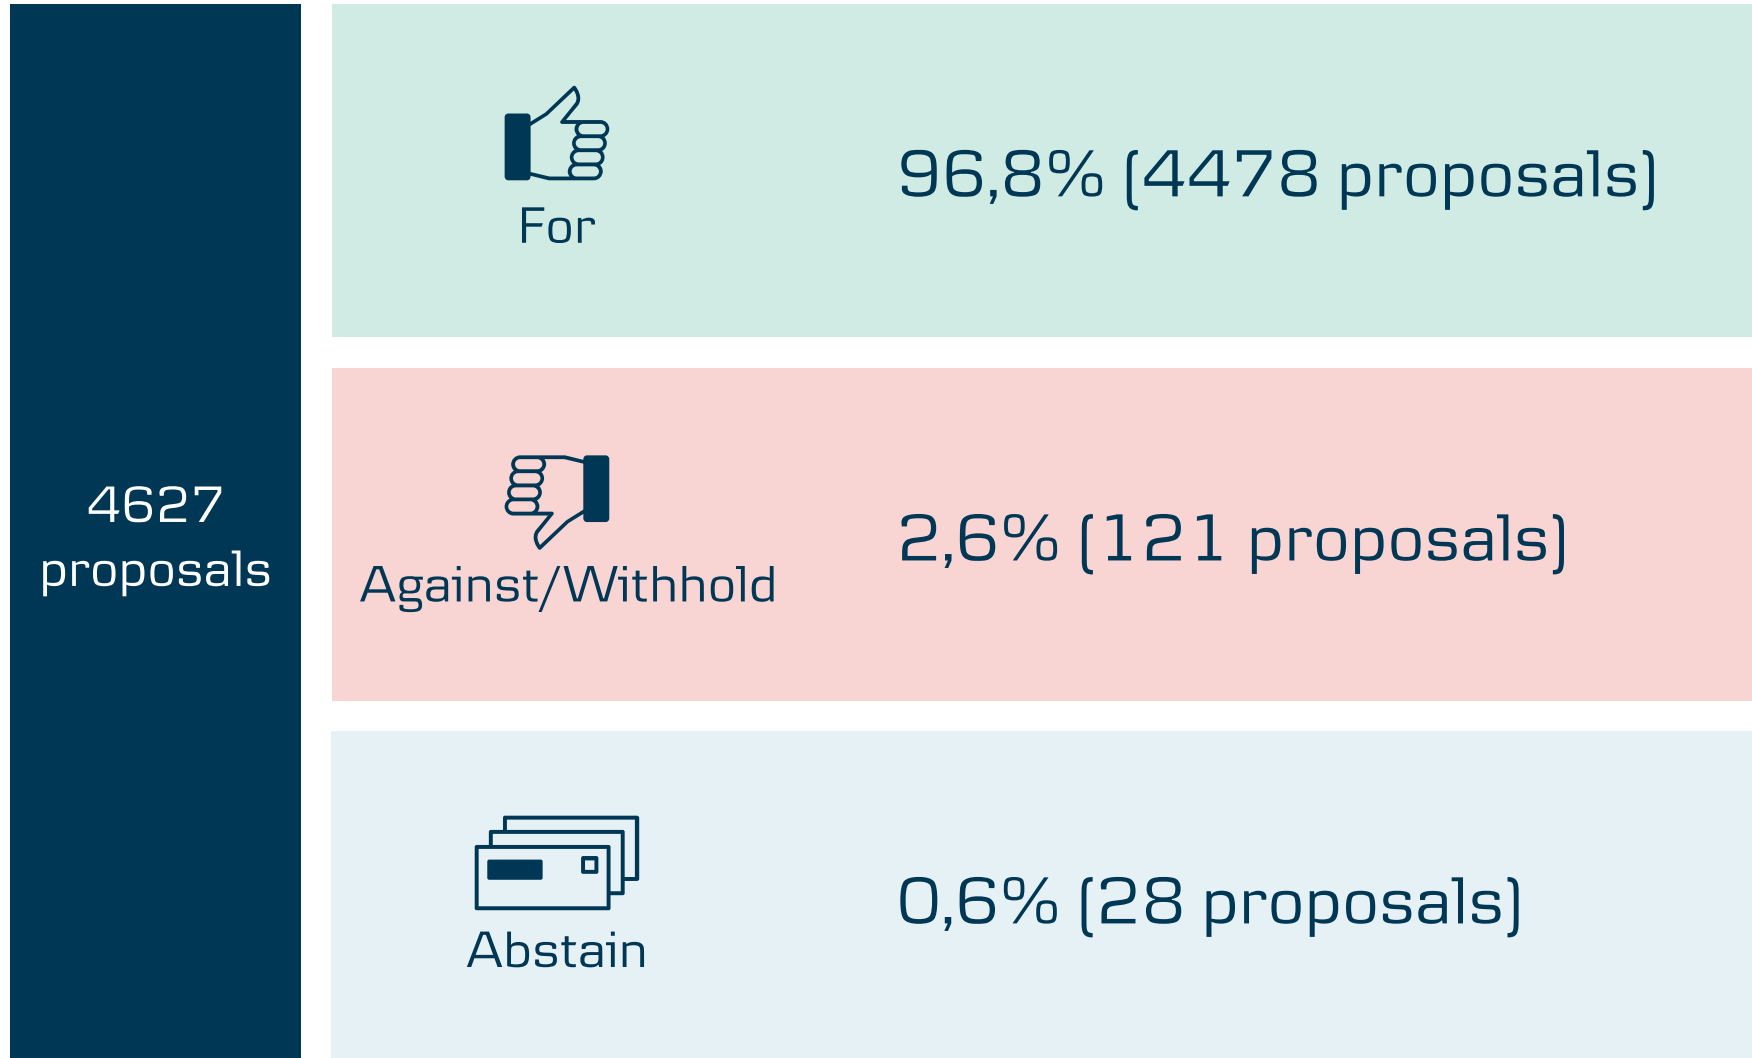 4627
proposals
For
96,8% (4478 proposals)
Against/Withhold
2,6% (121 proposals)
Abstain
0,6% (28 proposals)